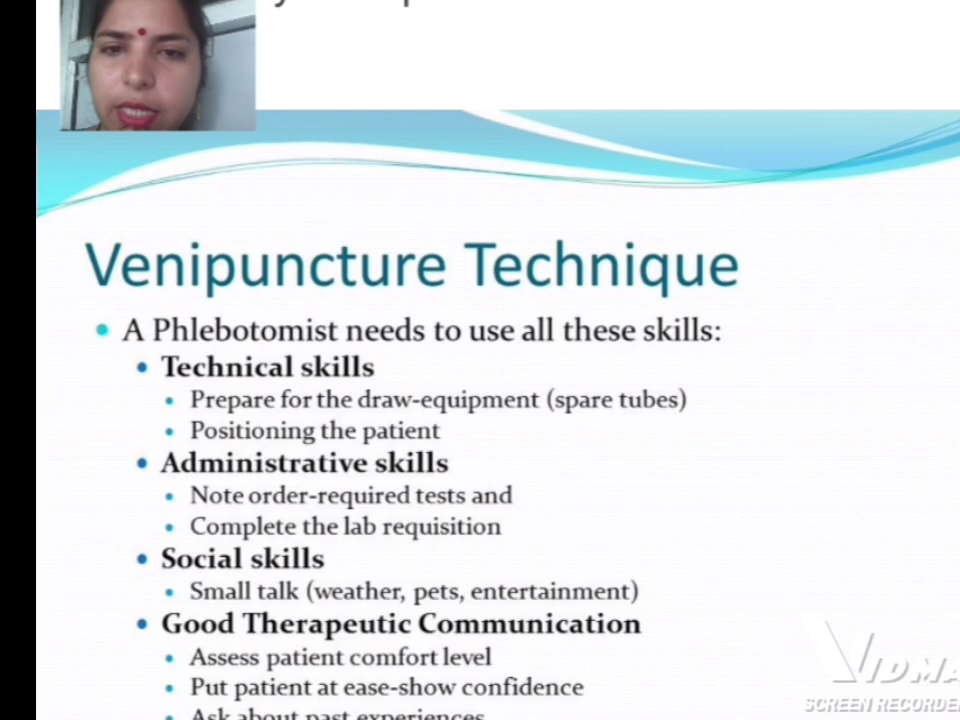 Venipuncture Technique
A Phlebotomist needs to use all these skills:
Technical skills
Prepare for the draw-equipment (spare tubes)
Positioning the patient
Administrative skills
Note order-required tests and
Complete the lab requisition
Social skills
Small talk (weather, pets, entertainment)
Good Therapeutic Communication
Assess patient comfort level
Put patient at ease-show confidence
Ask about past experiences
VIDMA
SCREEN RECORDER